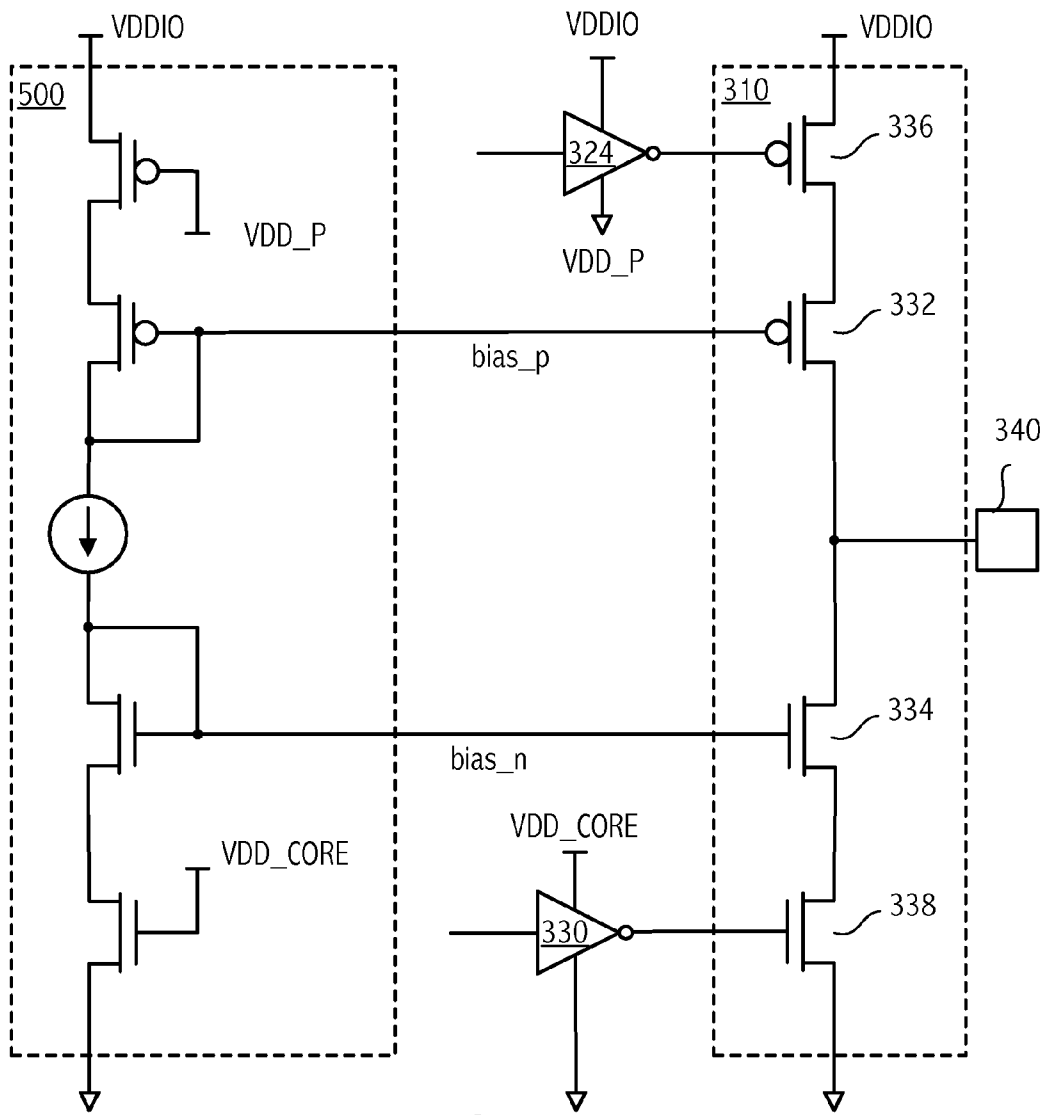 VDDIO
VDDIO
VDDIO
500
310
324
336
VDD_P
VDD_P
332
bias_p
340
334
bias_n
VDD_CORE
VDD_CORE
338
330